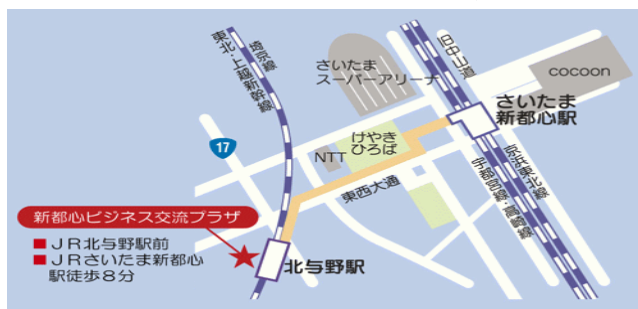 埼京線
東北・上越新幹線
17
さいたま
スーパーアリーナ
旧中山道
cocoon
さいたま
新都心駅
けやき
ひろば
NTT
東西大通
京浜東北線
宇都宮線・高崎線
新都心ビジネス交流プラザ
■ JR北与野駅前
■ JRさいたま新都心
駅徒歩8分
北与野駅